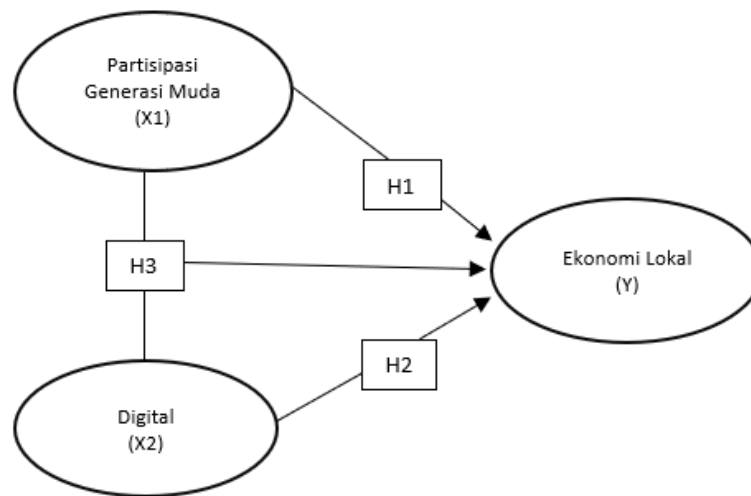 Partisipasi
Generasi Muda
(X1)
H1
H3
Ekonomi Lokal
(Y)
H2
Digital
(X2)